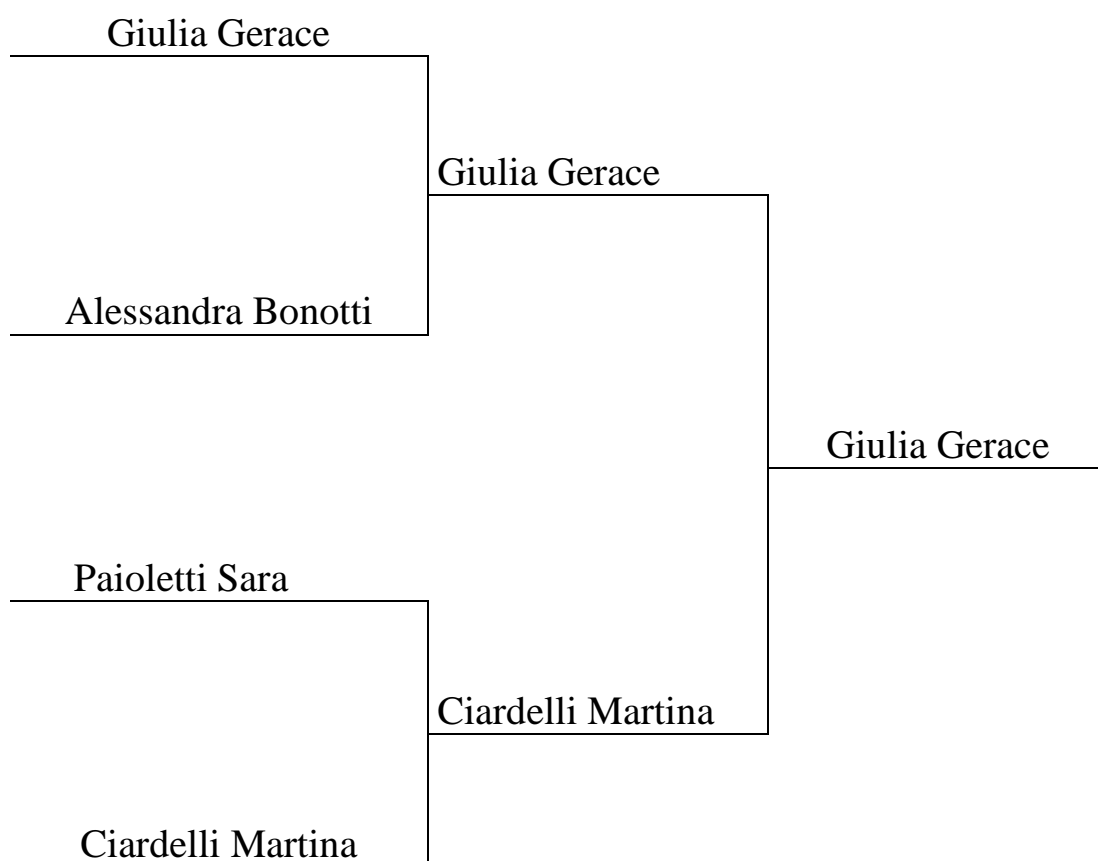 Giulia Gerace
Giulia Gerace
Alessandra Bonotti
Giulia Gerace
Paioletti Sara
Ciardelli Martina
Ciardelli Martina